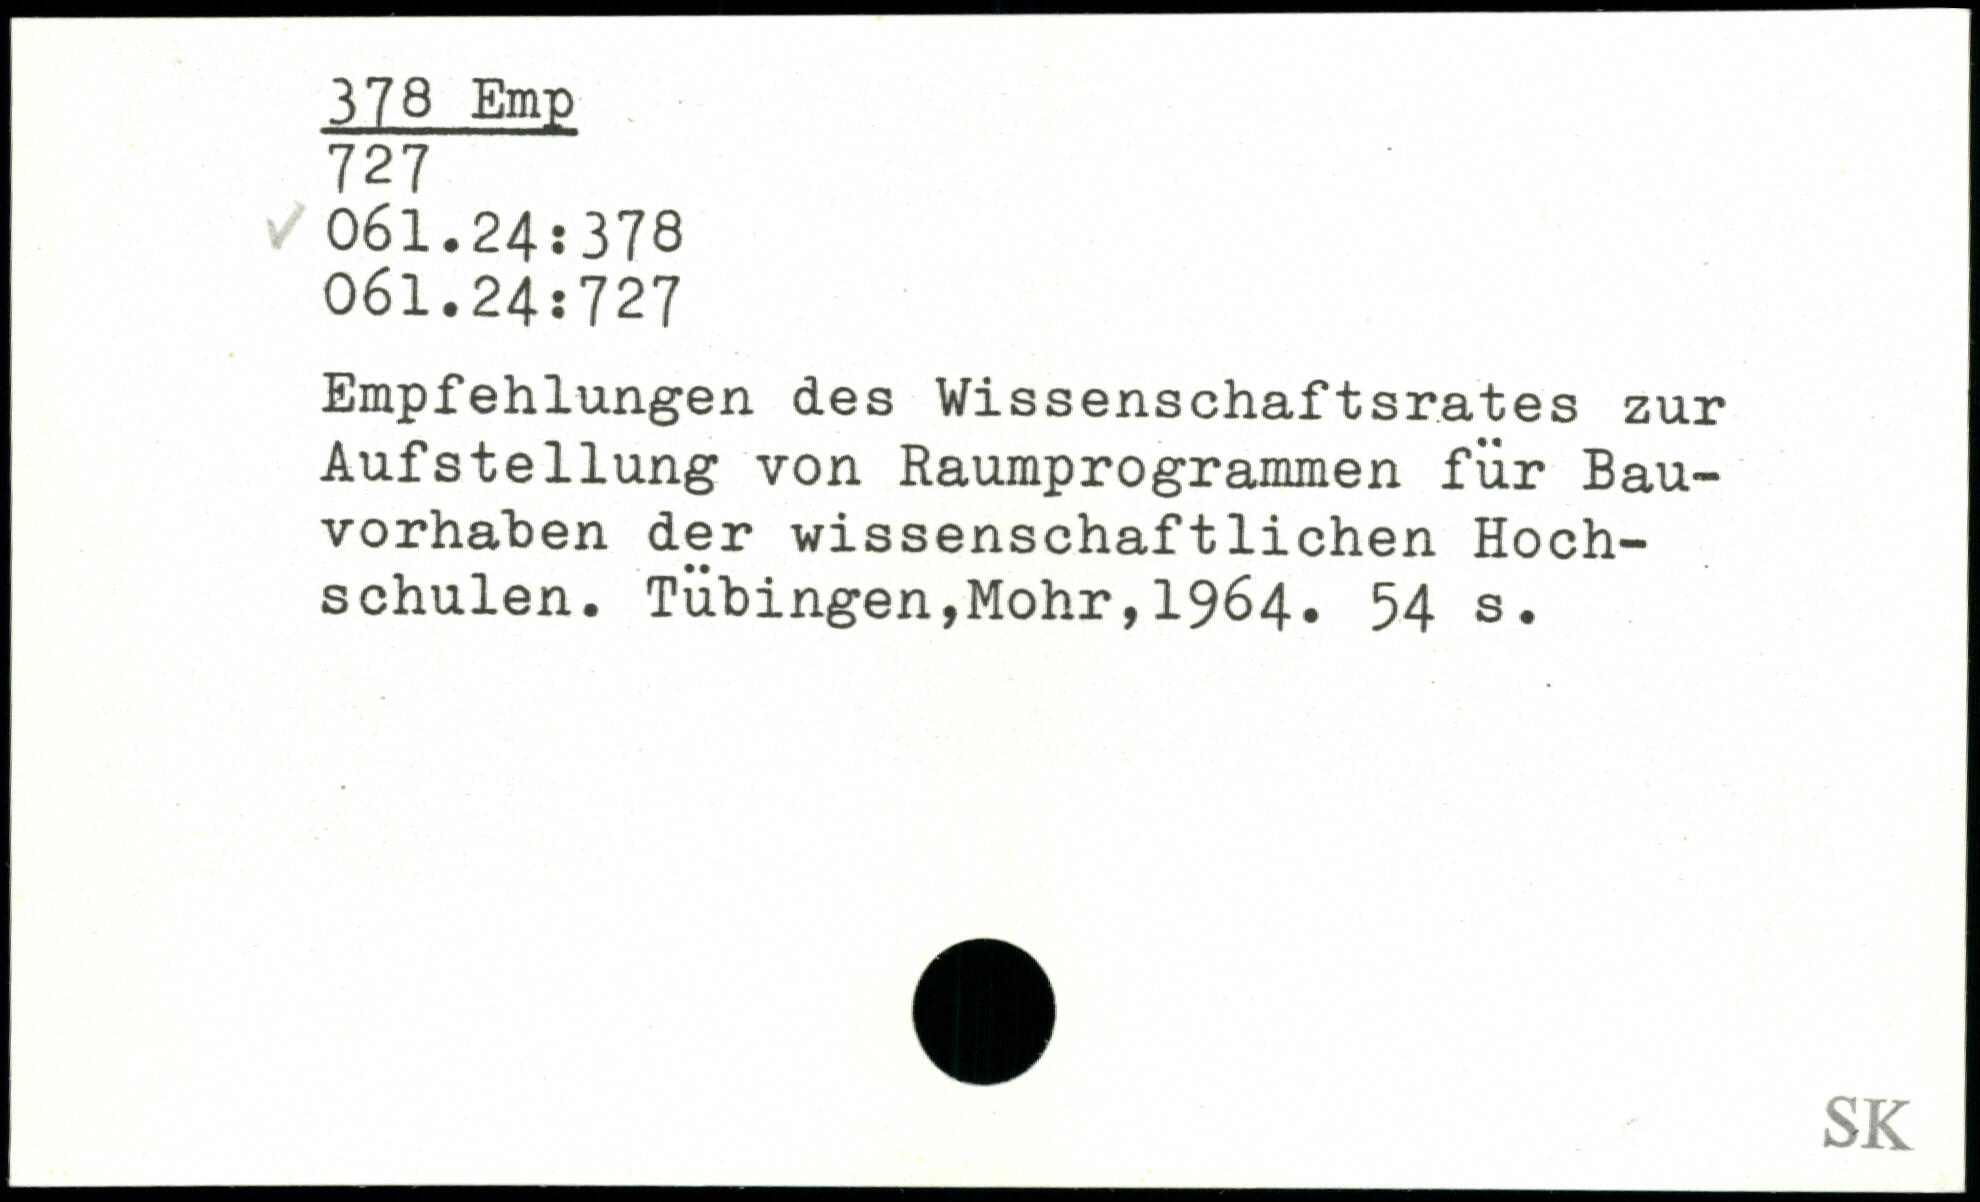 378 Emp
727
✓ 061.24:378
061.24:727
Empfehlungen des Wissenschaftsrates zur
Aufstellung von Raumprogrammen für Bau-
vorhaben der wissenschaftlichen Hoch-
schulen. Tübingen,Mohr,1964. 54 s.
SK